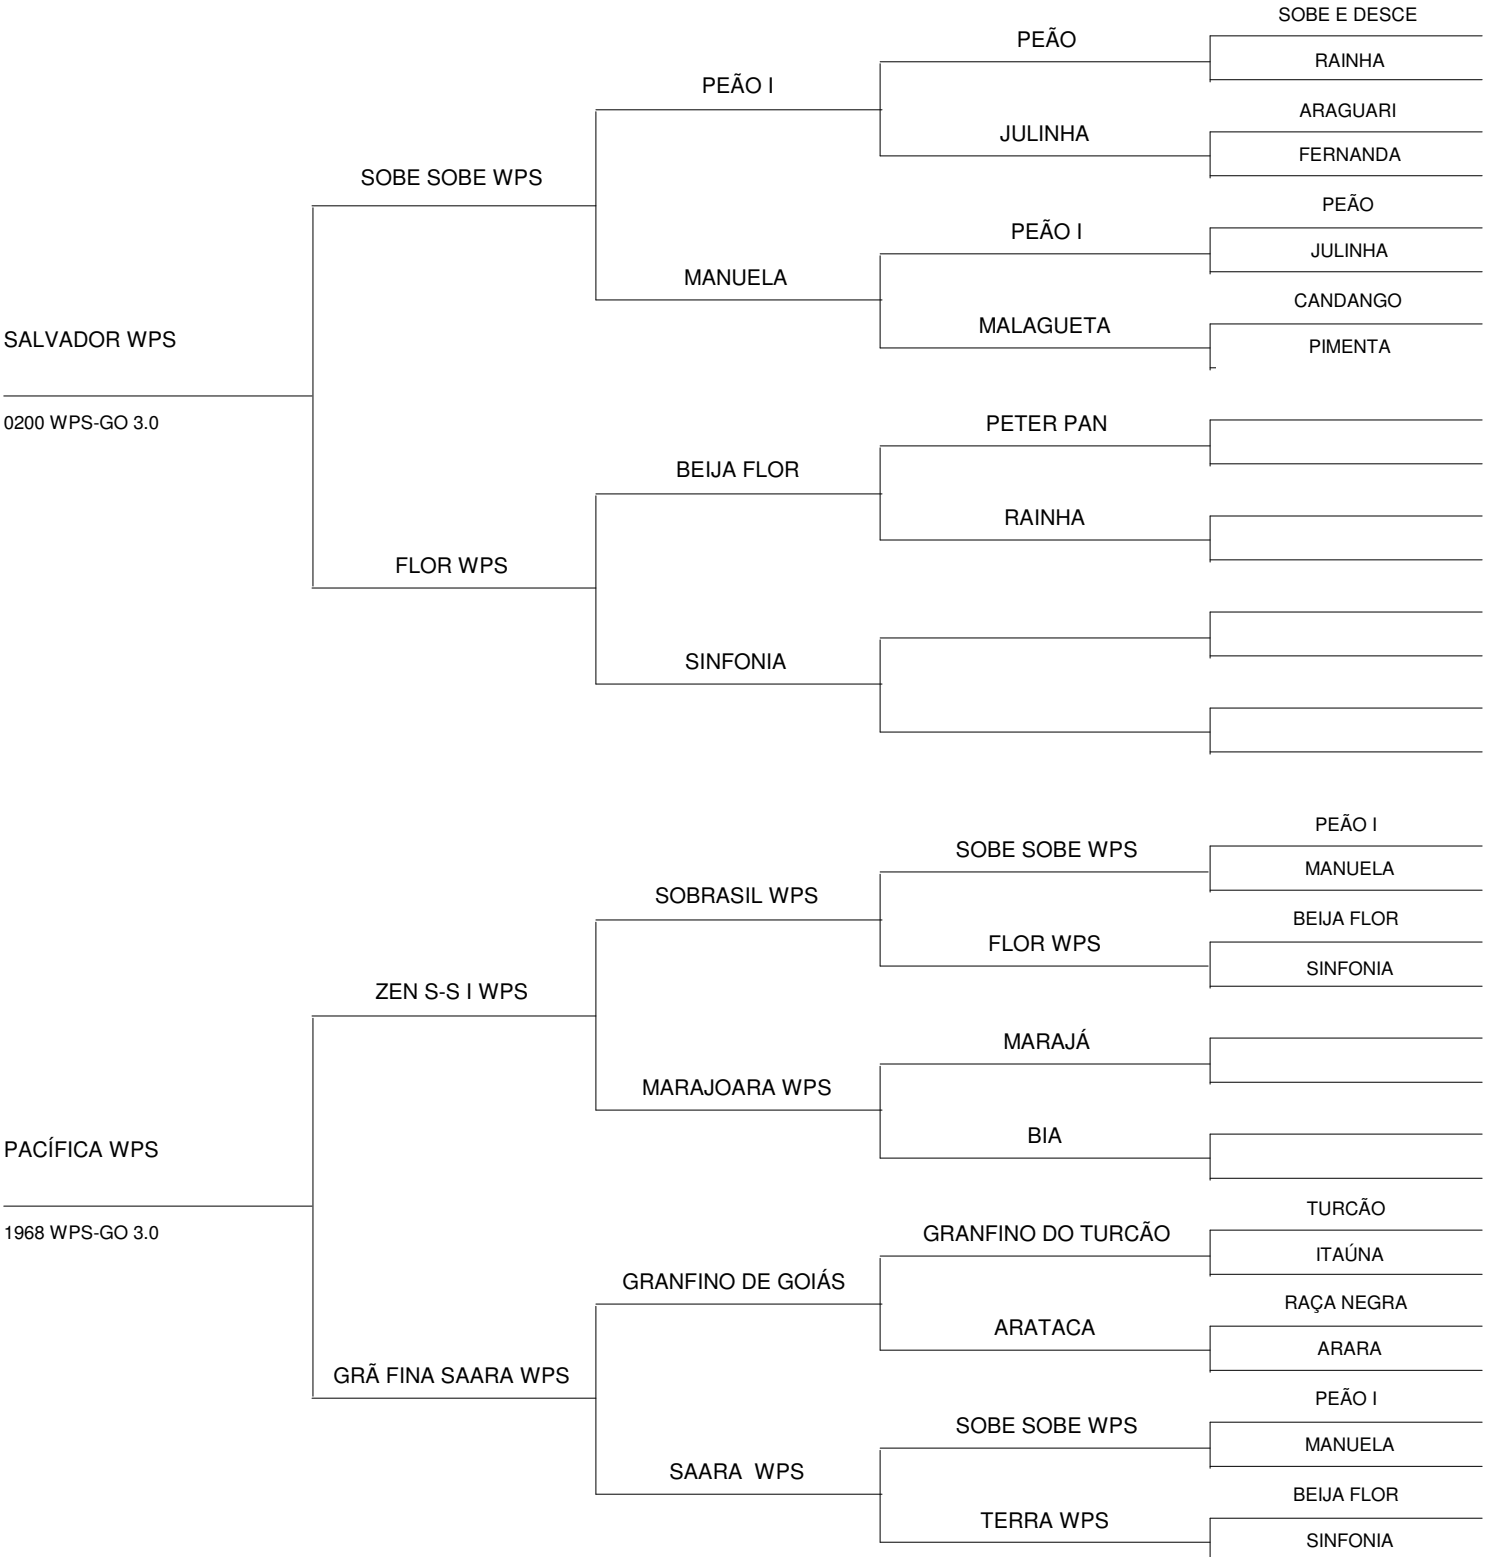 SOBE E DESCE
PEÃO
RAINHA
PEÃO I
ARAGUARI
JULINHA
FERNANDA
SOBE SOBE WPS
PEÃO
PEÃO I
JULINHA
MANUELA
CANDANGO
MALAGUETA
SALVADOR WPS
PIMENTA
0200 WPS-GO 3.0
PETER PAN
BEIJA FLOR
RAINHA
FLOR WPS
SINFONIA
PEÃO I
SOBE SOBE WPS
MANUELA
SOBRASIL WPS
BEIJA FLOR
FLOR WPS
SINFONIA
ZEN S-S I WPS
MARAJÁ
MARAJOARA WPS
BIA
PACÍFICA WPS
TURCÃO
1968 WPS-GO 3.0
GRANFINO DO TURCÃO
ITAÚNA
GRANFINO DE GOIÁS
RAÇA NEGRA
ARATACA
ARARA
GRÃ FINA SAARA WPS
PEÃO I
SOBE SOBE WPS
MANUELA
SAARA WPS
BEIJA FLOR
TERRA WPS
SINFONIA